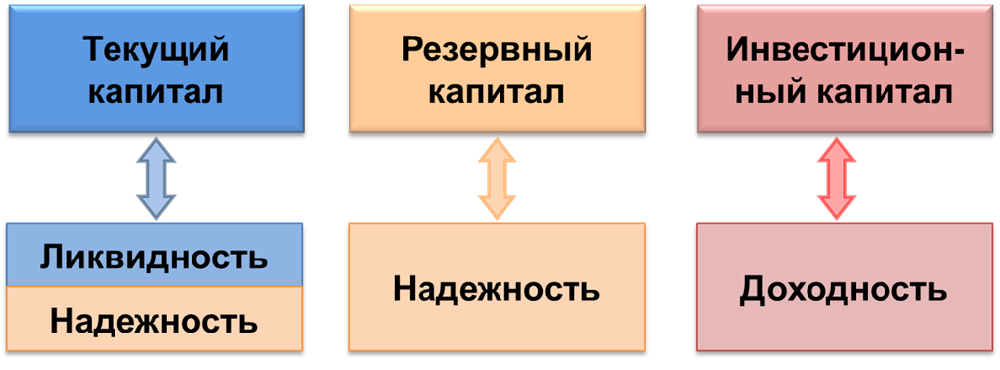 Текущий
капитал
Резервный
капитал
Инвестицион-
ный капитал
Ликвидность
Надежность
Надежность
Доходность